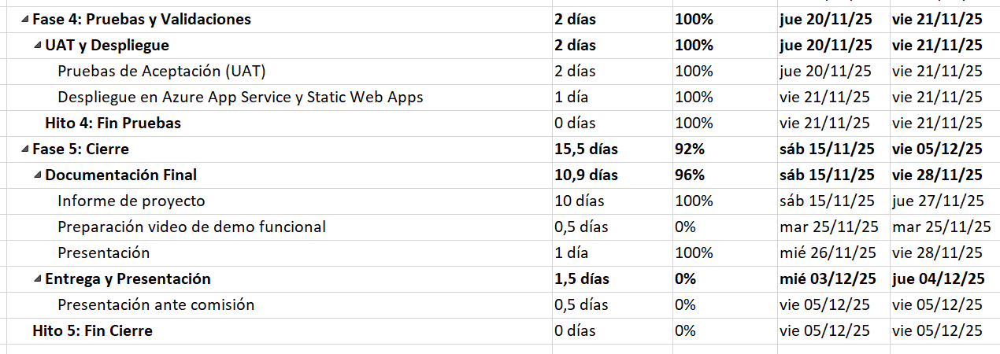 Fase 4: Pruebas y Validaciones 2 días 100% jue 20/11/25 vie 21/11/25
UAT y Despliegue 2 días 100% jue 20/11/25 vie 21/11/25
Pruebas de Aceptación (UAT) 2 días 100% jue 20/11/25 vie 21/11/25
Despliegue en Azure App Service y Static Web Apps 1 día 100% vie 21/11/25 vie 21/11/25
Hito 4: Fin Pruebas 0 días 100% vie 21/11/25 vie 21/11/25
Fase 5: Cierre 15,5 días 92% sáb 15/11/25 vie 05/12/25
Documentación Final 10,9 días 96% sáb 15/11/25 vie 28/11/25
Informe de proyecto 10 días 100% sáb 15/11/25 jue 27/11/25
Preparación video de demo funcional 0,5 días 0% mar 25/11/25 mar 25/11/25
Presentación 1 día 100% mié 26/11/25 vie 28/11/25
Entrega y Presentación 1,5 días 0% mié 03/12/25 jue 04/12/25
Presentación ante comisión 0,5 días 0% vie 05/12/25 vie 05/12/25
Hito 5: Fin Cierre 0 días 0% vie 05/12/25 vie 05/12/25